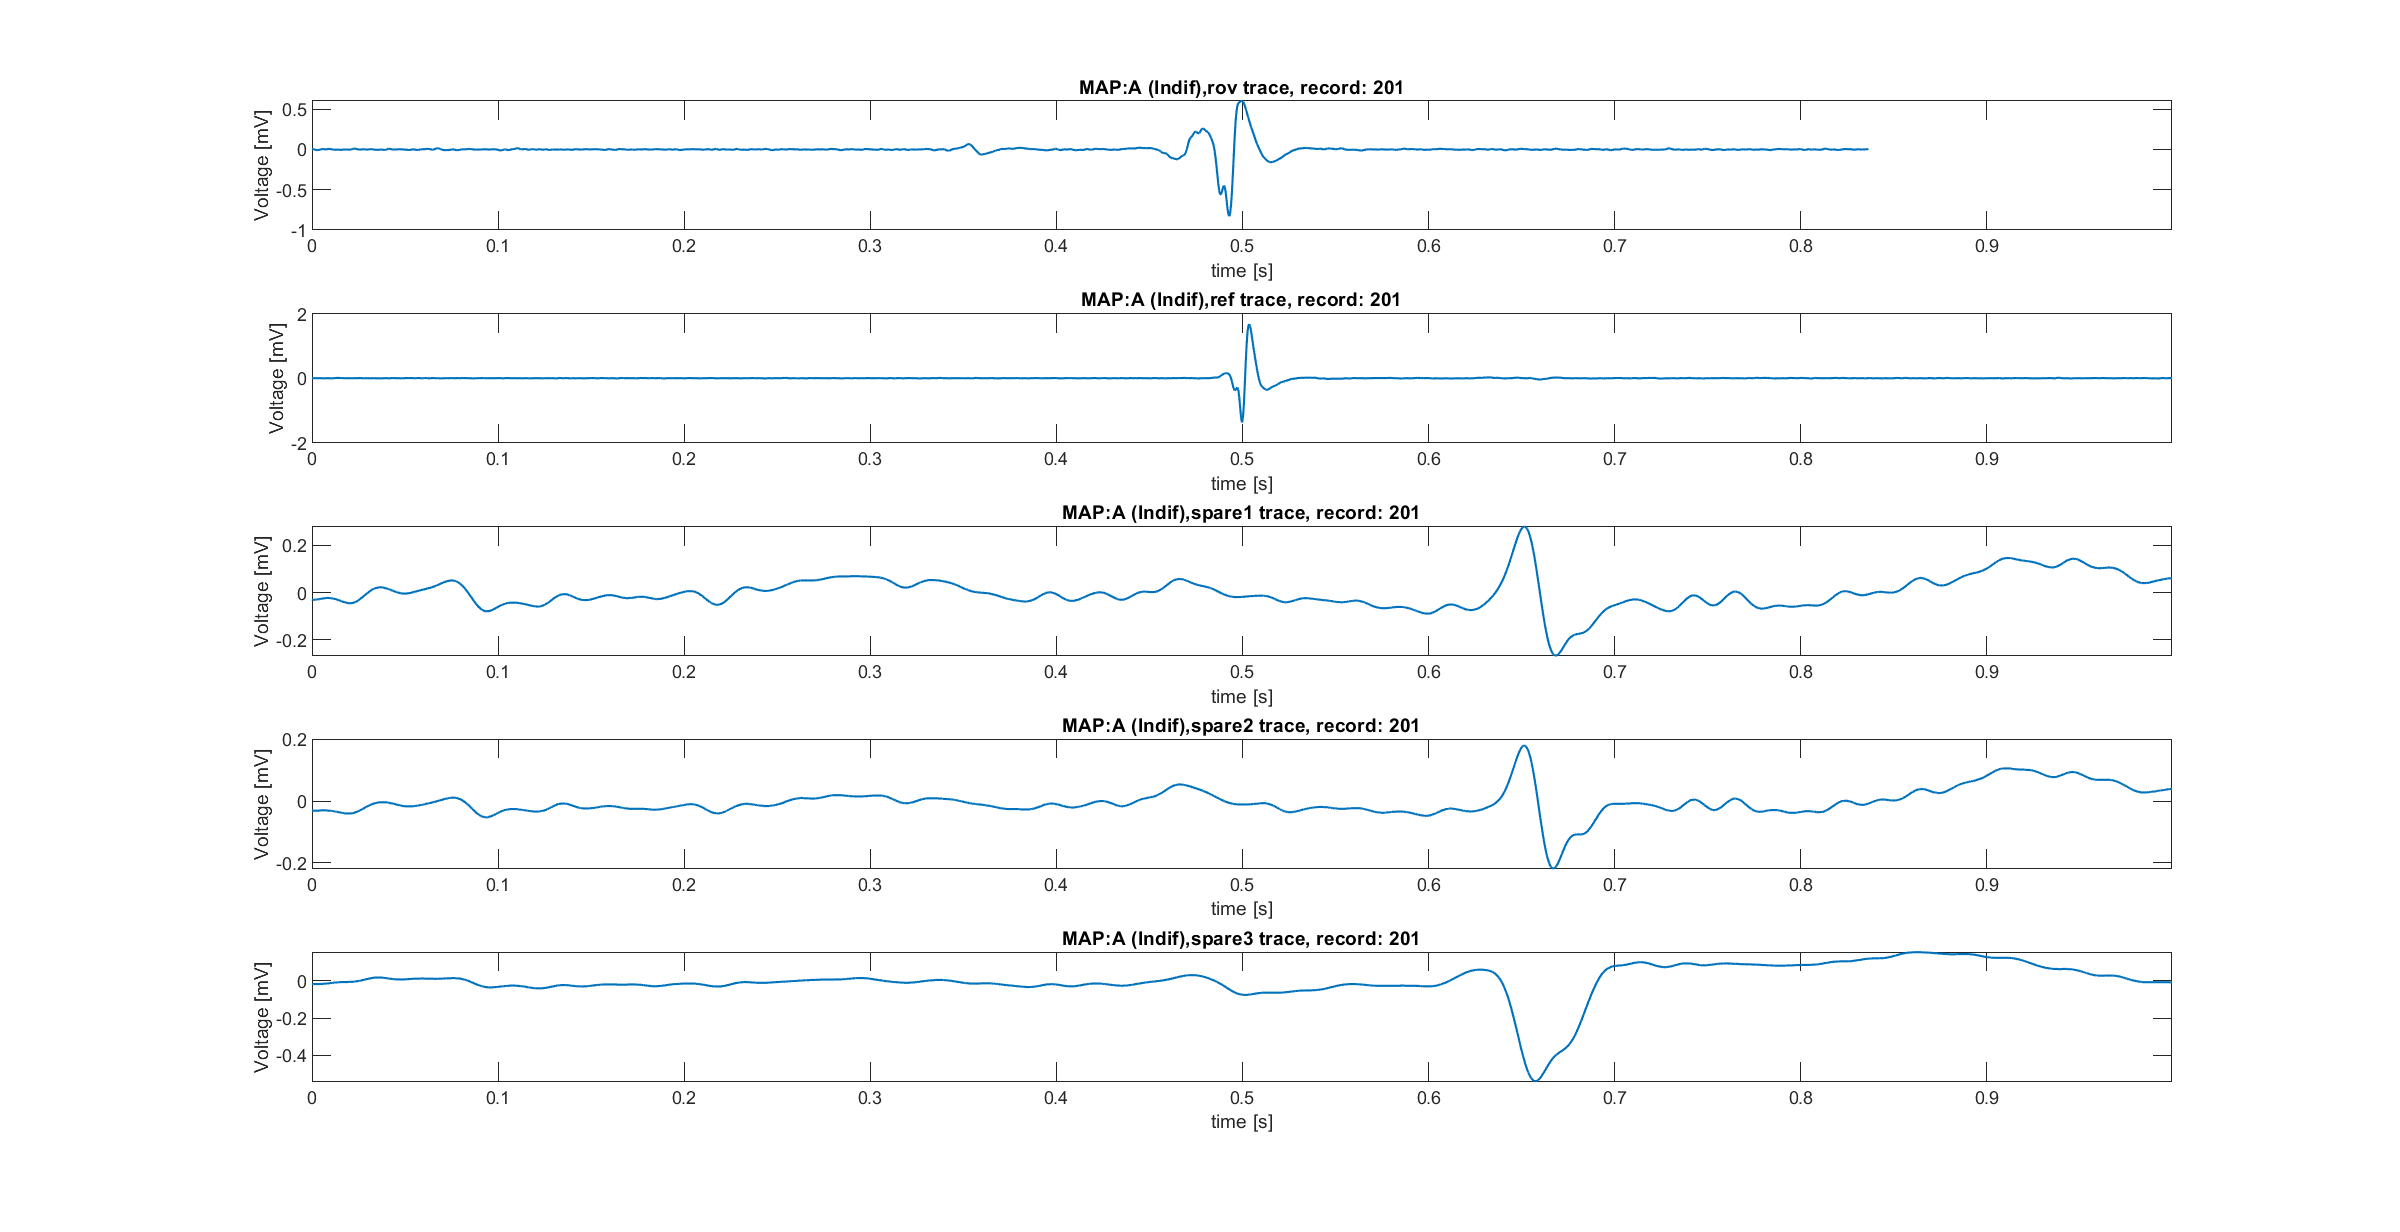 MAP:A (Indif),rov trace, record: 201
Voltage [mV]
0.5
0
-0.5
-1
0 0.1 0.2 0.3 0.4 0.5 0.6 0.7 0.8 0.9
time [s]
MAP:A (Indif),ref trace, record: 201
Voltage [mV]
2
0
-2
0 0.1 0.2 0.3 0.4 0.5 0.6 0.7 0.8 0.9
time [s]
MAP:A (Indif),spare1 trace, record: 201
Voltage [mV]
0.2
0
-0.2
0 0.1 0.2 0.3 0.4 0.5 0.6 0.7 0.8 0.9
time [s]
MAP:A (Indif),spare2 trace, record: 201
Voltage [mV]
0.2
0
-0.2
0 0.1 0.2 0.3 0.4 0.5 0.6 0.7 0.8 0.9
time [s]
MAP:A (Indif),spare3 trace, record: 201
Voltage [mV]
0
-0.2
-0.4
0 0.1 0.2 0.3 0.4 0.5 0.6 0.7 0.8 0.9
time [s]